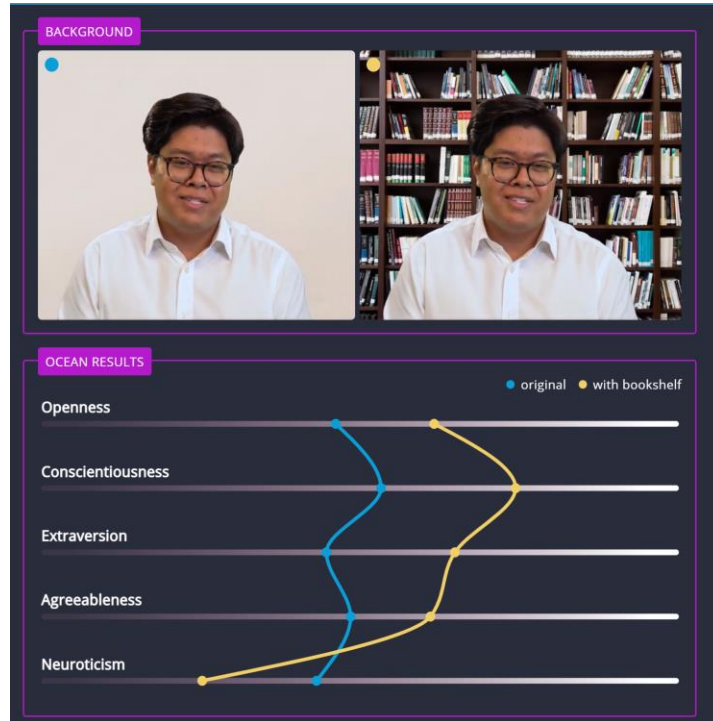 BACKGROUND
OCEAN RESULTS
original with bookshelf
Openness
Conscientiousness
Extraversion
Agreeableness
Neuroticism